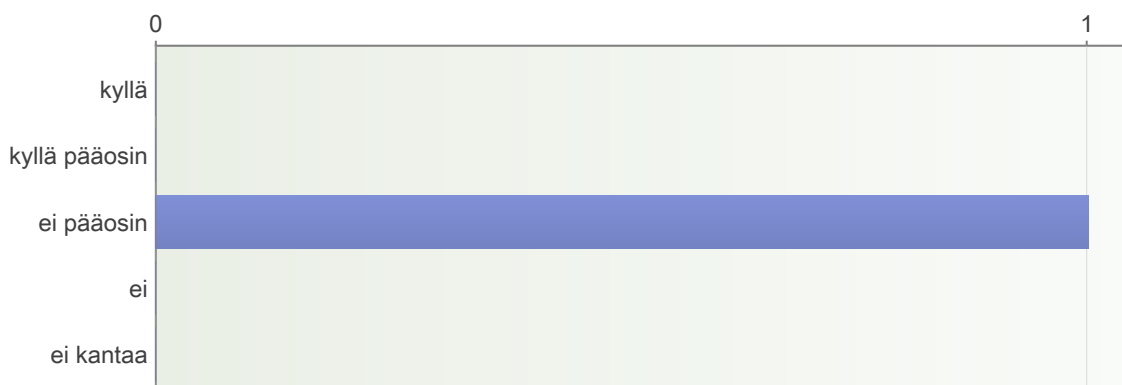 0 1
kyllä
kyllä pääosin
ei pääosin
ei
ei kantaa